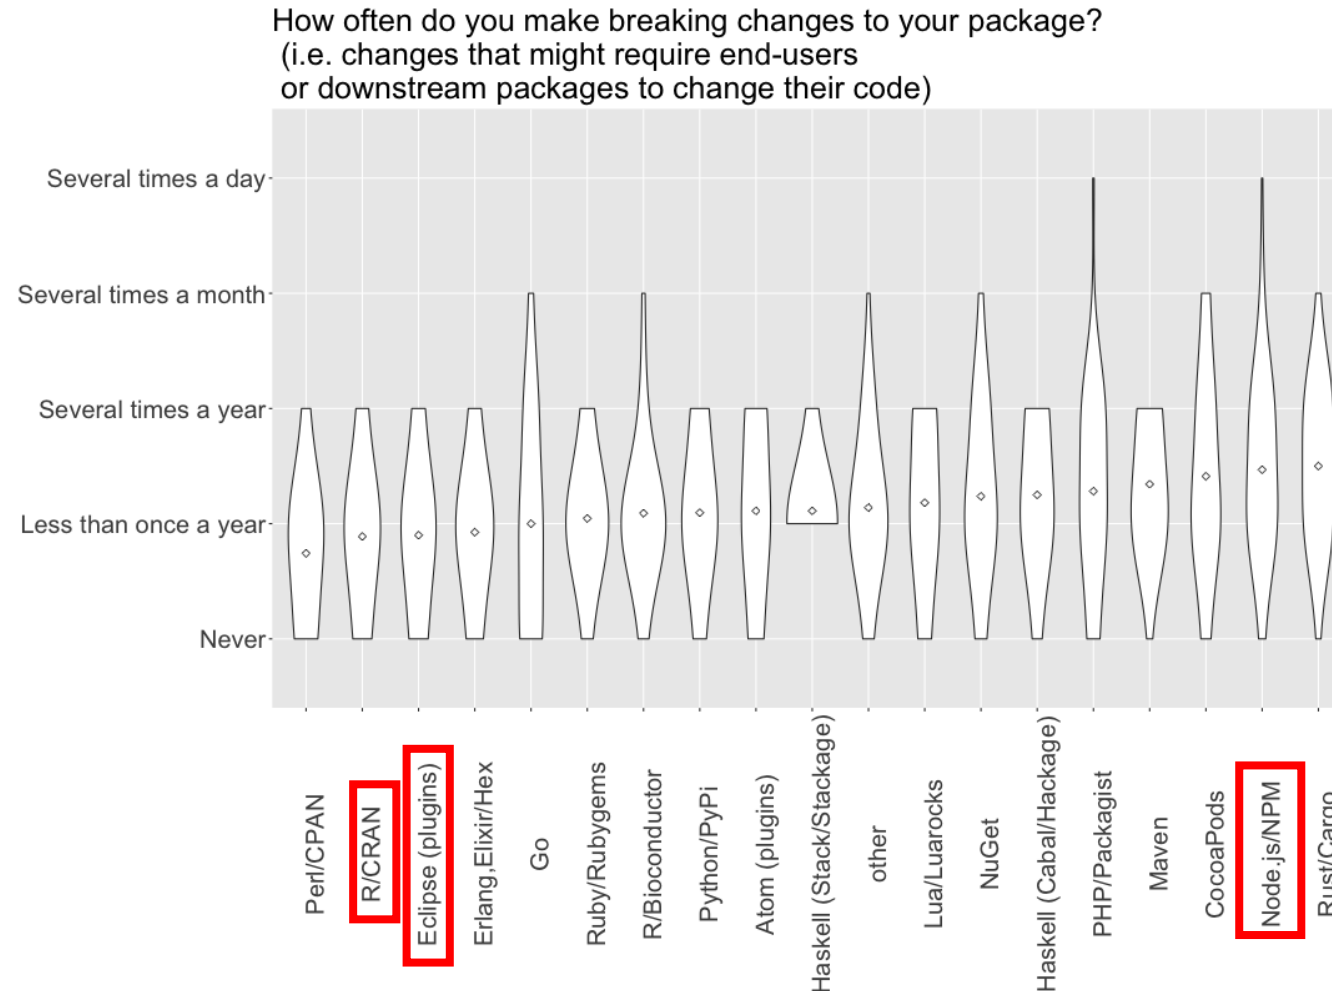 How often do you make breaking changes to your package?
(i.e. changes that might require end-users
or downstream packages to change their code)
Several times a day
Several times a month
Several times a year
Less than once a year
Never
Perl/CPAN
R/CRAN
Eclipse (plugins)
Erlang,Elixir/Hex
Go
Ruby/Rubygems
R/Bioconductor
Python/PyPi
Atom (plugins)
Haskell (Stack/Stackage)
other
Lua/Luarocks
NuGet
Haskell (Cabal/Hackage)
PHP/Packagist
Maven
CocoaPods
Node.js/NPM
Rust/Cargo